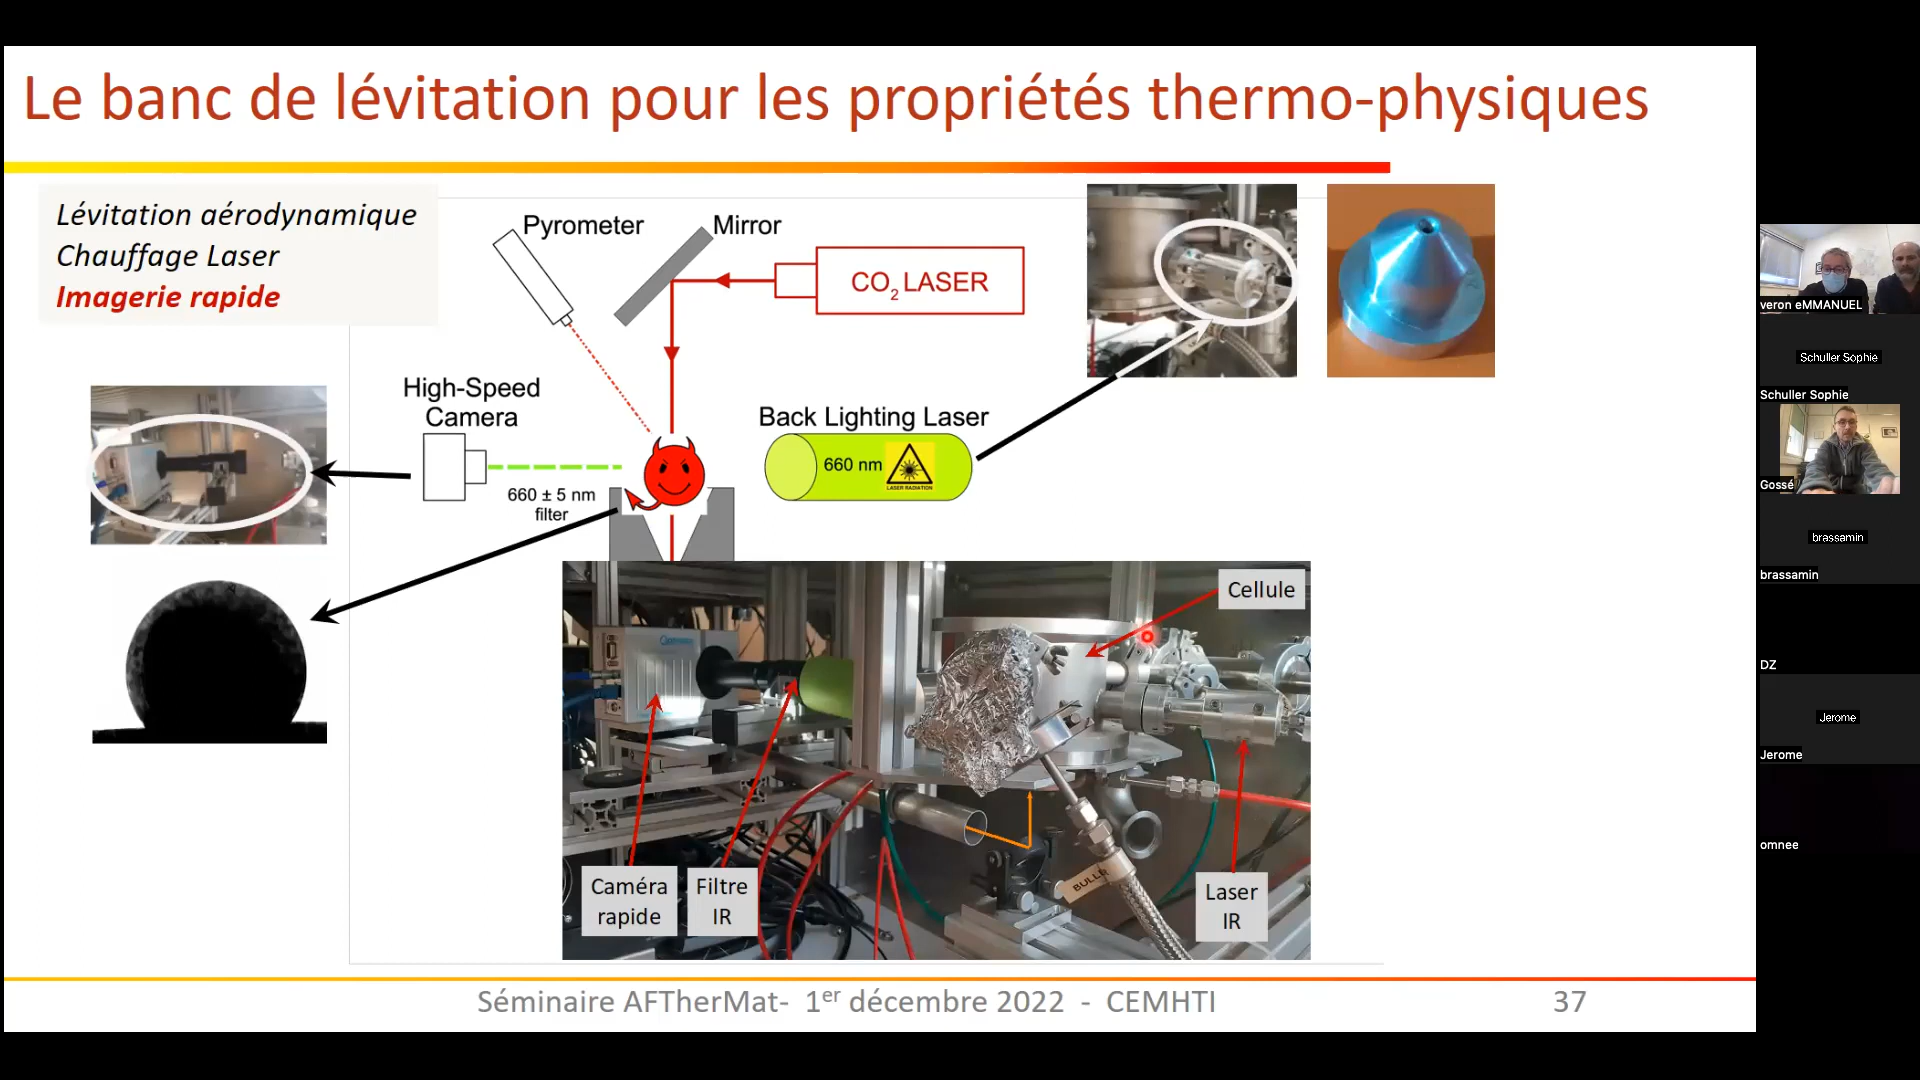 Le banc de lévitation pour les propriétés thermo-physiques
Lévitation aérodynamique
Chauffage Laser
Imagerie rapide
Pyrometer
Mirror
CO2 LASER
High-Speed
Camera
660 ± 5 nm
filter
Back Lighting Laser
660 nm
LASER RADIATION
Cellule
Caméra
rapide
Filtre
IR
Laser
IR
Séminaire AFTherMat- 1er décembre 2022 - CEMHTI
37
veron eMMANUEL
Schuller Sophie
Schuller Sophie
Gossé
brassamin
brassamin
DZ
Jerome
Jerome
omnee